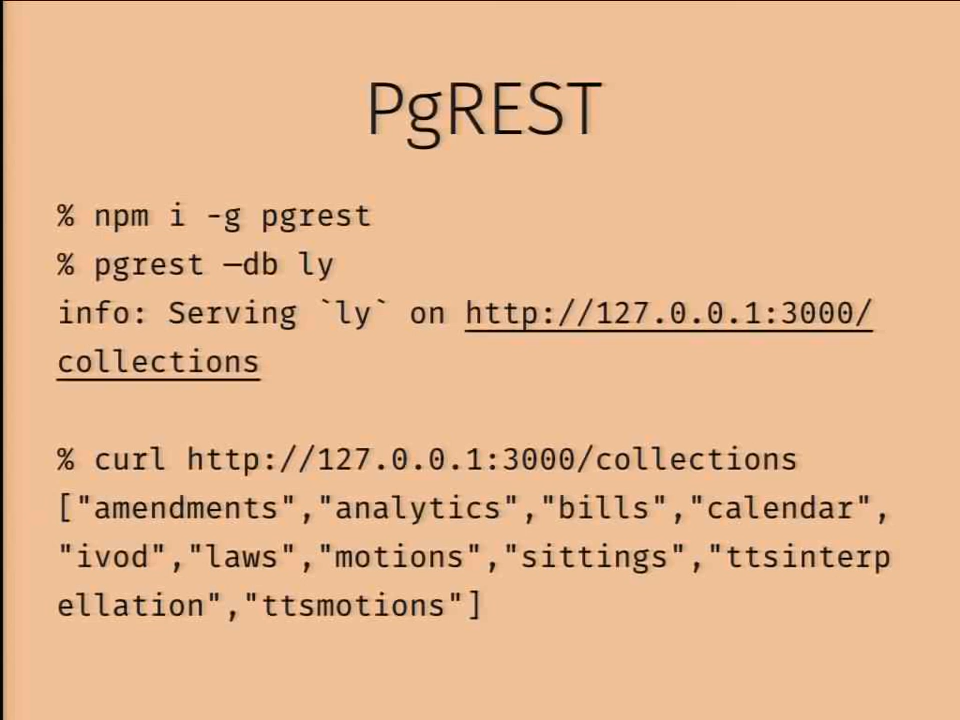 PgREST
% npm i -g pgrest
% pgrest —db ly
info: Serving `ly` on http://127.0.0.1:3000/
collections
% curl http://127.0.0.1:3000/collections
["amendments","analytics","bills","calendar",
"ivod","laws","motions","sittings","ttsinterp
ellation","ttsmotions"]